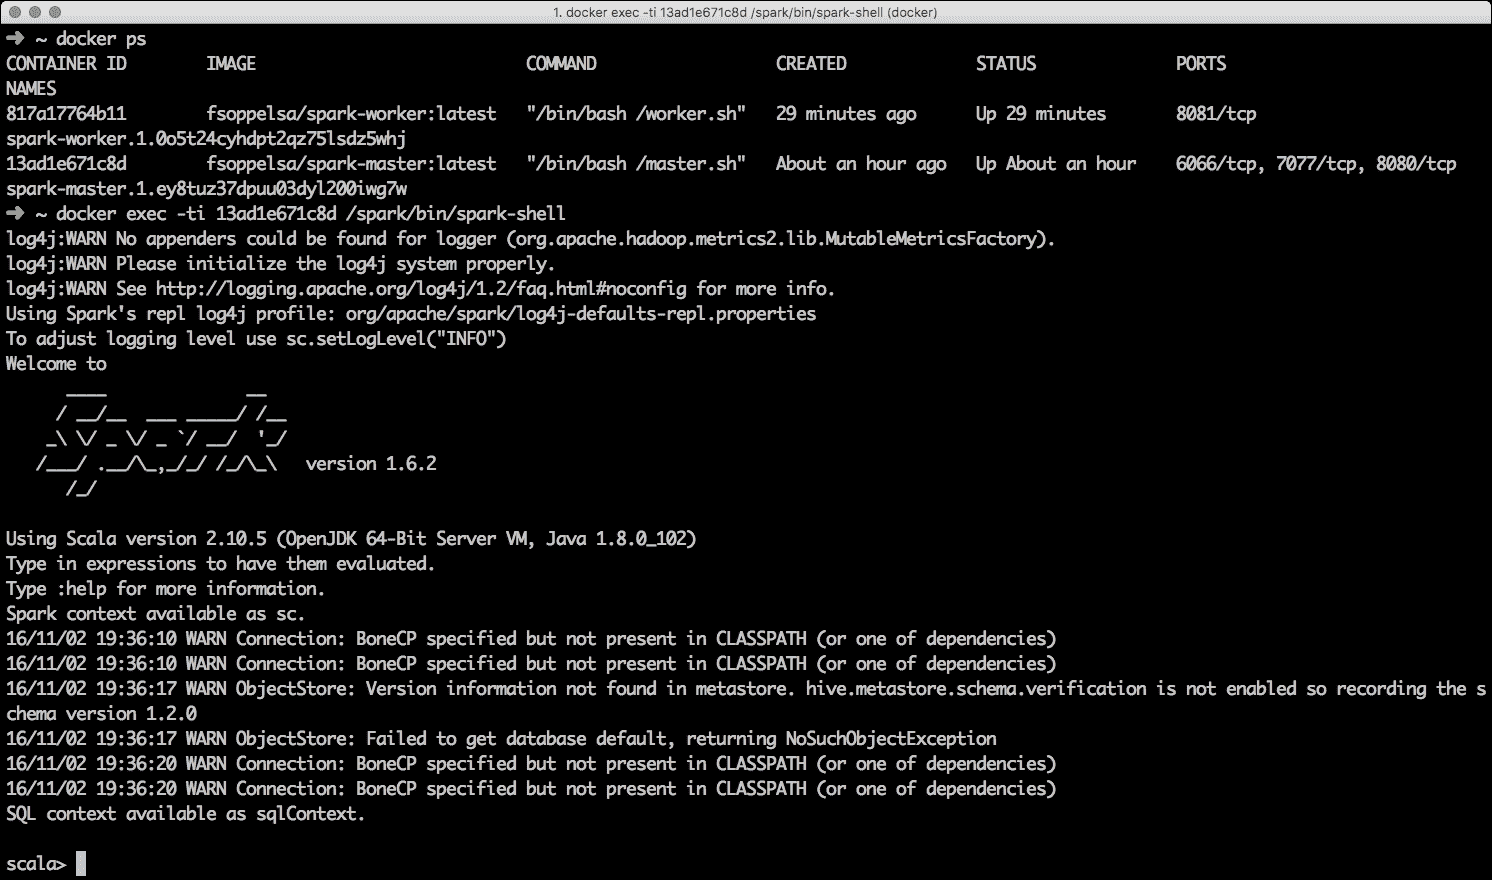 1. docker exec -ti 13ad1e671c8d /spark/bin/spark-shell (docker)
➜ ~ docker ps
CONTAINER ID        IMAGE                           COMMAND                  CREATED             STATUS              PORTS
NAMES
817a17764b11        fsoppelsa/spark-worker:latest   "/bin/bash /worker.sh"   29 minutes ago      Up 29 minutes       8081/tcp
spark-worker.1.0o5t24cyhdpt2qz75lsdz5whj
13ad1e671c8d        fsoppelsa/spark-master:latest   "/bin/bash /master.sh"   About an hour ago   Up About an hour    6066/tcp, 7077/tcp, 8080/tcp
spark-master.1.ey8tuz37dpuu03dyl200iwg7w
➜ ~ docker exec -ti 13ad1e671c8d /spark/bin/spark-shell
log4j:WARN No appenders could be found for logger (org.apache.hadoop.metrics2.lib.MutableMetricsFactory).
log4j:WARN Please initialize the log4j system properly.
log4j:WARN See http://logging.apache.org/log4j/1.2/faq.html#noconfig for more info.
Using Spark's repl log4j profile: org/apache/spark/log4j-defaults-repl.properties
To adjust logging level use sc.setLogLevel("INFO")
Welcome to
      ____              __
     / __/__  ___ _____/ /__
    _\ \/ _ \/ _ `/ __/  '_/
   /___/ .__/\_,_/_/ /_/\_\   version 1.6.2
      /_/
Using Scala version 2.10.5 (OpenJDK 64-Bit Server VM, Java 1.8.0_102)
Type in expressions to have them evaluated.
Type :help for more information.
Spark context available as sc.
16/11/02 19:36:10 WARN Connection: BoneCP specified but not present in CLASSPATH (or one of dependencies)
16/11/02 19:36:10 WARN Connection: BoneCP specified but not present in CLASSPATH (or one of dependencies)
16/11/02 19:36:17 WARN ObjectStore: Version information not found in metastore. hive.metastore.schema.verification is not enabled so recording the s
chema version 1.2.0
16/11/02 19:36:17 WARN ObjectStore: Failed to get database default, returning NoSuchObjectException
16/11/02 19:36:20 WARN Connection: BoneCP specified but not present in CLASSPATH (or one of dependencies)
16/11/02 19:36:20 WARN Connection: BoneCP specified but not present in CLASSPATH (or one of dependencies)
SQL context available as sqlContext.
scala>